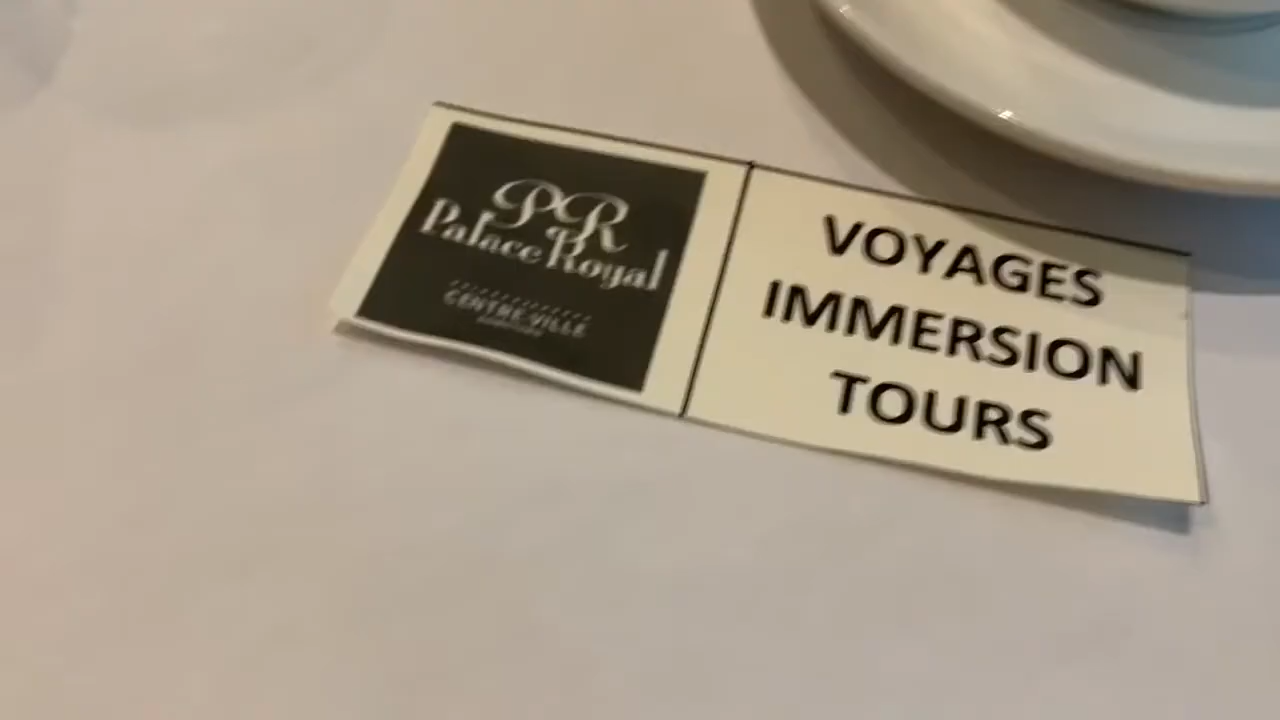 PR
Palace Royal
CENTRE-VILLE
VOYAGES
IMMERSION
TOURS